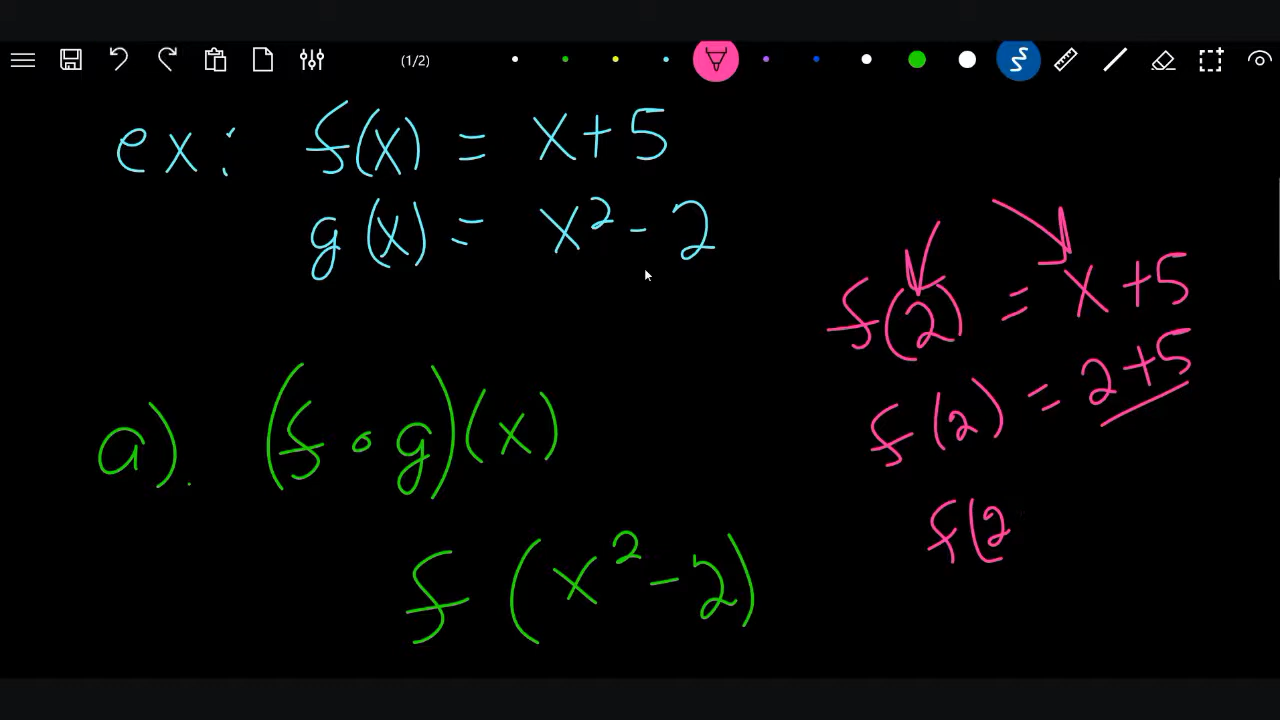 (1/2)
ex: f(x) = x+5
g(x) = x² - 2
f(2) = x+5
f(2) = 2+5
a). (f∘g)(x)
f(2
f(x²-2)